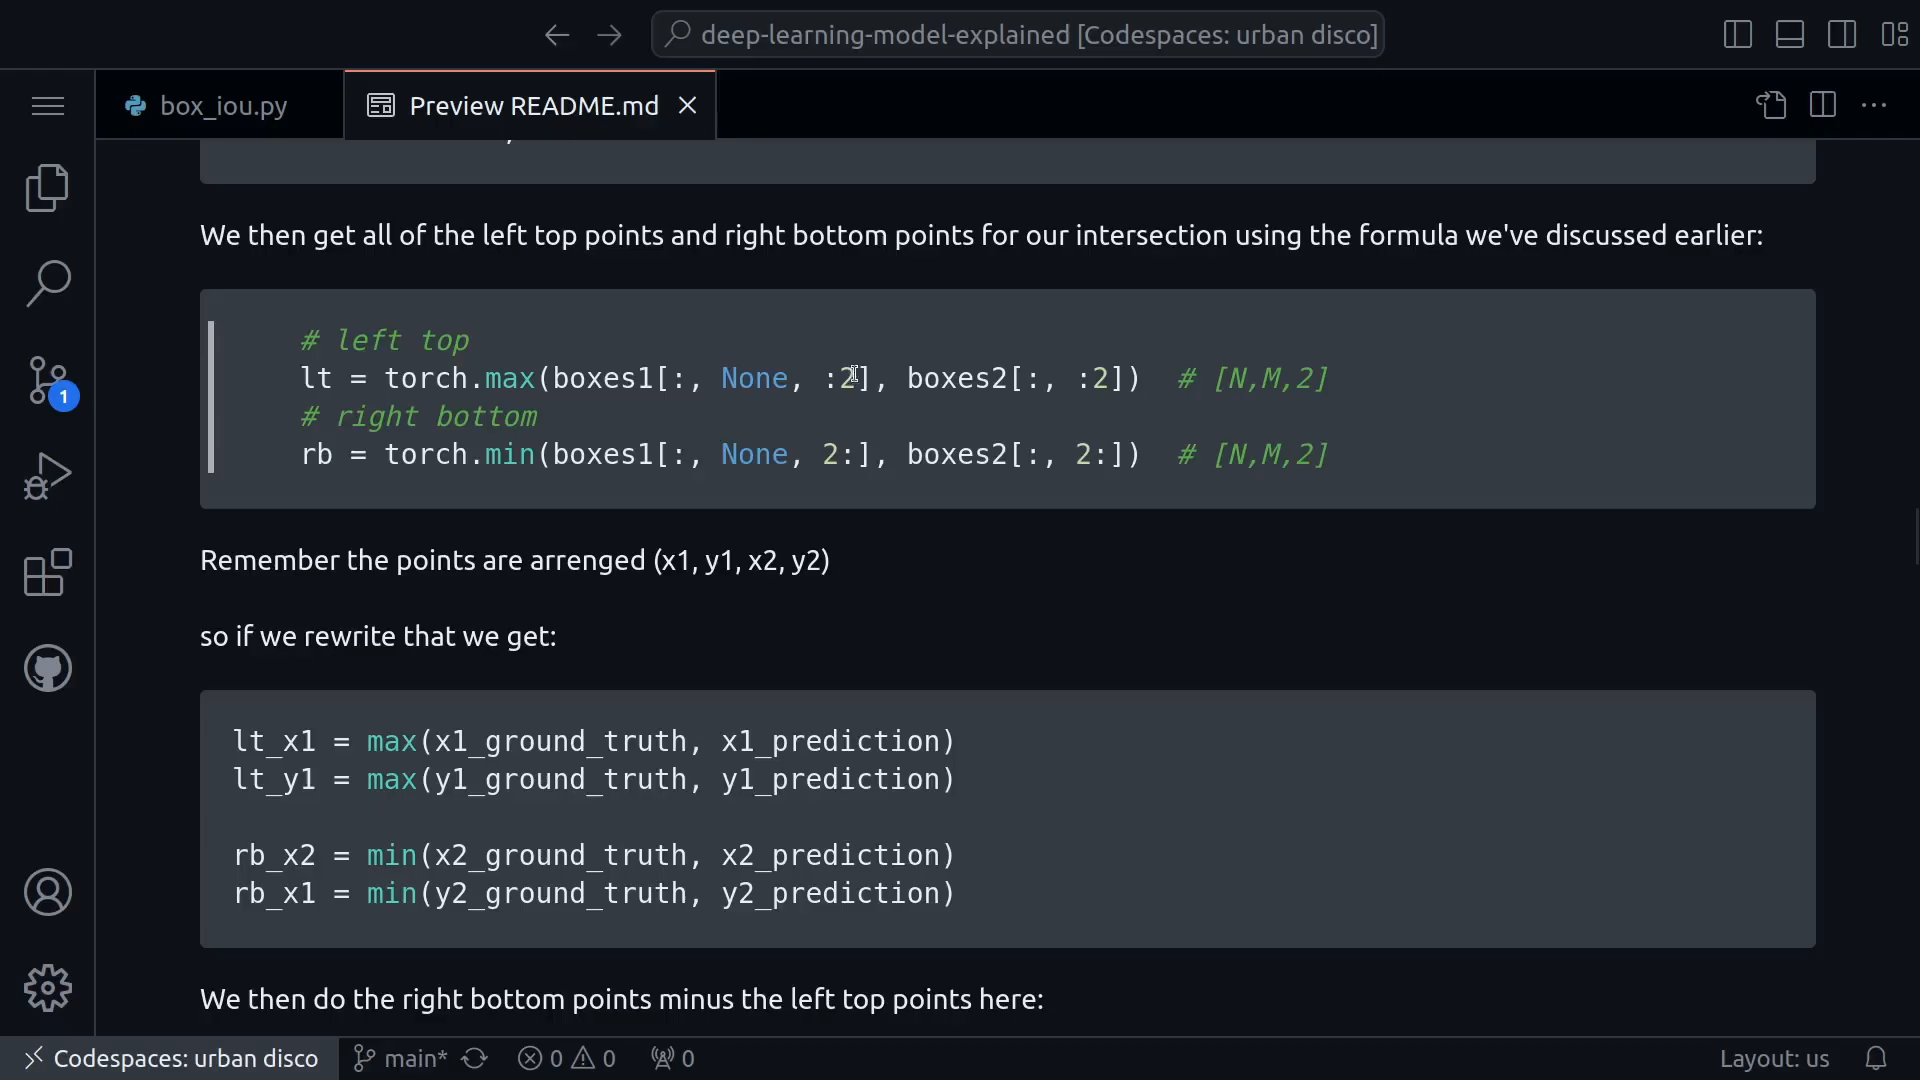 deep-learning-model-explained [Codespaces: urban disco]
box_iou.py
Preview README.md
We then get all of the left top points and right bottom points for our intersection using the formula we've discussed earlier:
# left top
lt = torch.max(boxes1[:, None, :2], boxes2[:, :2])  # [N,M,2]
# right bottom
rb = torch.min(boxes1[:, None, 2:], boxes2[:, 2:])  # [N,M,2]
Remember the points are arrenged (x1, y1, x2, y2)
so if we rewrite that we get:
lt_x1 = max(x1_ground_truth, x1_prediction)
lt_y1 = max(y1_ground_truth, y1_prediction)
rb_x2 = min(x2_ground_truth, x2_prediction)
rb_x1 = min(y2_ground_truth, y2_prediction)
We then do the right bottom points minus the left top points here:
1
Codespaces: urban disco main* 0 0 0 Layout: us